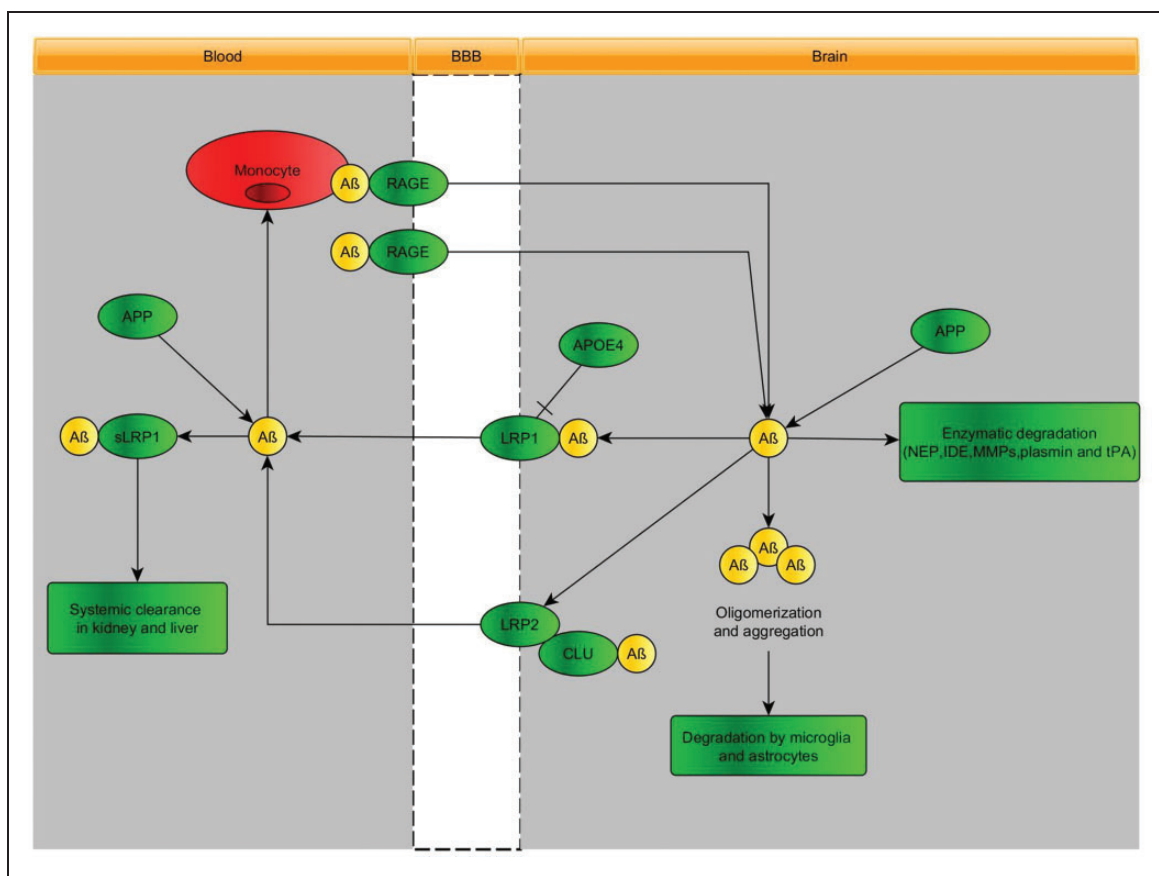 Blood
BBB
Brain
Monocyte
Aß
RAGE
Aß
RAGE
APP
APOE4
APP
Aß
sLRP1
Aß
LRP1
Aß
Aß
Enzymatic degradation
(NEP,IDE,MMPs,plasmin and tPA)
Aß
Aß
Aß
Systemic clearance
in kidney and liver
LRP2
CLU
Aß
Oligomerization
and aggregation
Degradation by microglia
and astrocytes